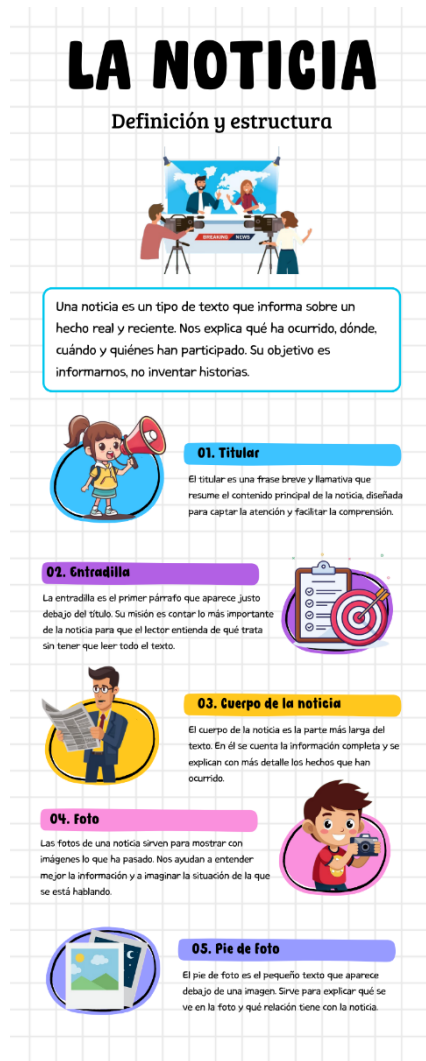 LA NOTICIA
Definición y estructura
BREAKING NEWS
Una noticia es un tipo de texto que informa sobre un
hecho real y reciente. Nos explica qué ha ocurrido, dónde,
cuándo y quiénes han participado. Su objetivo es
informarnos, no inventar historias.
01. Titular
El titular es una frase breve y llamativa que
resume el contenido principal de la noticia, diseñada
para captar la atención y facilitar la comprensión.
02. Entradilla
La entradilla es el primer párrafo que aparece justo
debajo del título. Su misión es contar lo más importante
de la noticia para que el lector entienda de qué trata
sin tener que leer todo el texto.
03. Cuerpo de la noticia
El cuerpo de la noticia es la parte más larga del
texto. En él se cuenta la información completa y se
explican con más detalle los hechos que han
ocurrido.
04. Foto
Las fotos de una noticia sirven para mostrar con
imágenes lo que ha pasado. Nos ayudan a entender
mejor la información y a imaginar la situación de la que
se está hablando.
05. Pie de foto
El pie de foto es el pequeño texto que aparece
debajo de una imagen. Sirve para explicar qué se
ve en la foto y qué relación tiene con la noticia.